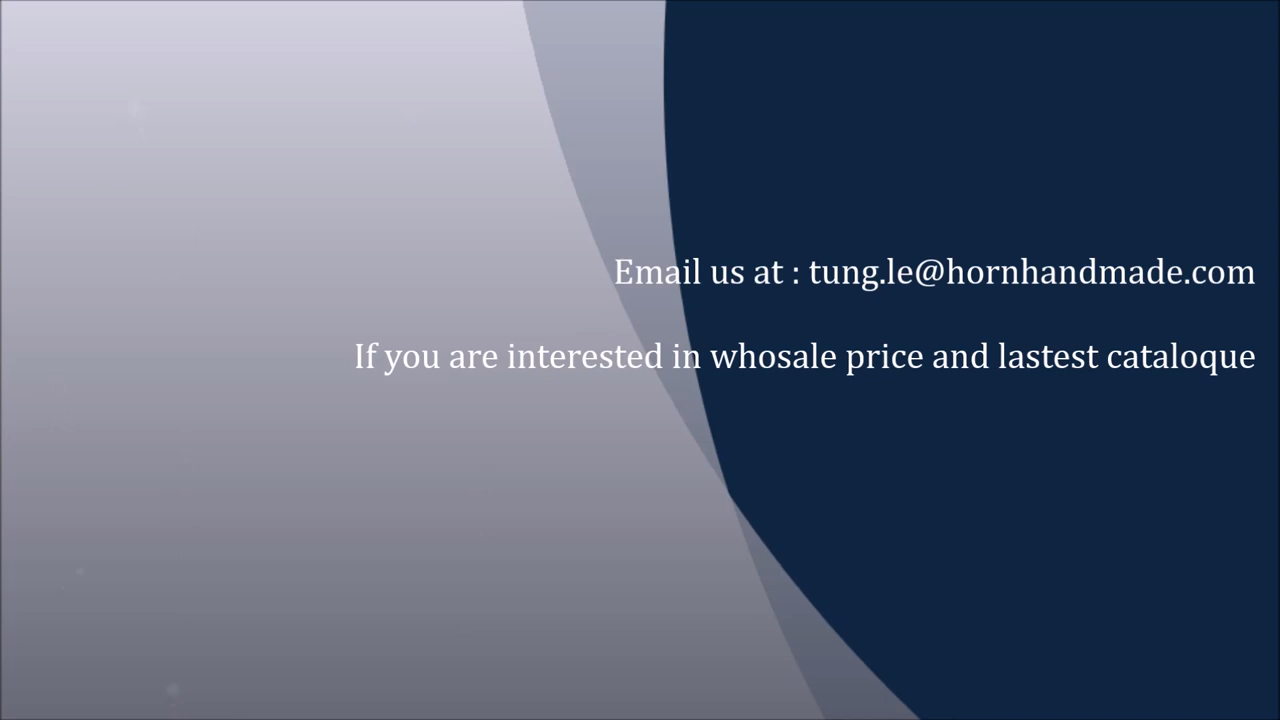 Email us at : tung.le@hornhandmade.com
If you are interested in whosale price and lastest cataloque